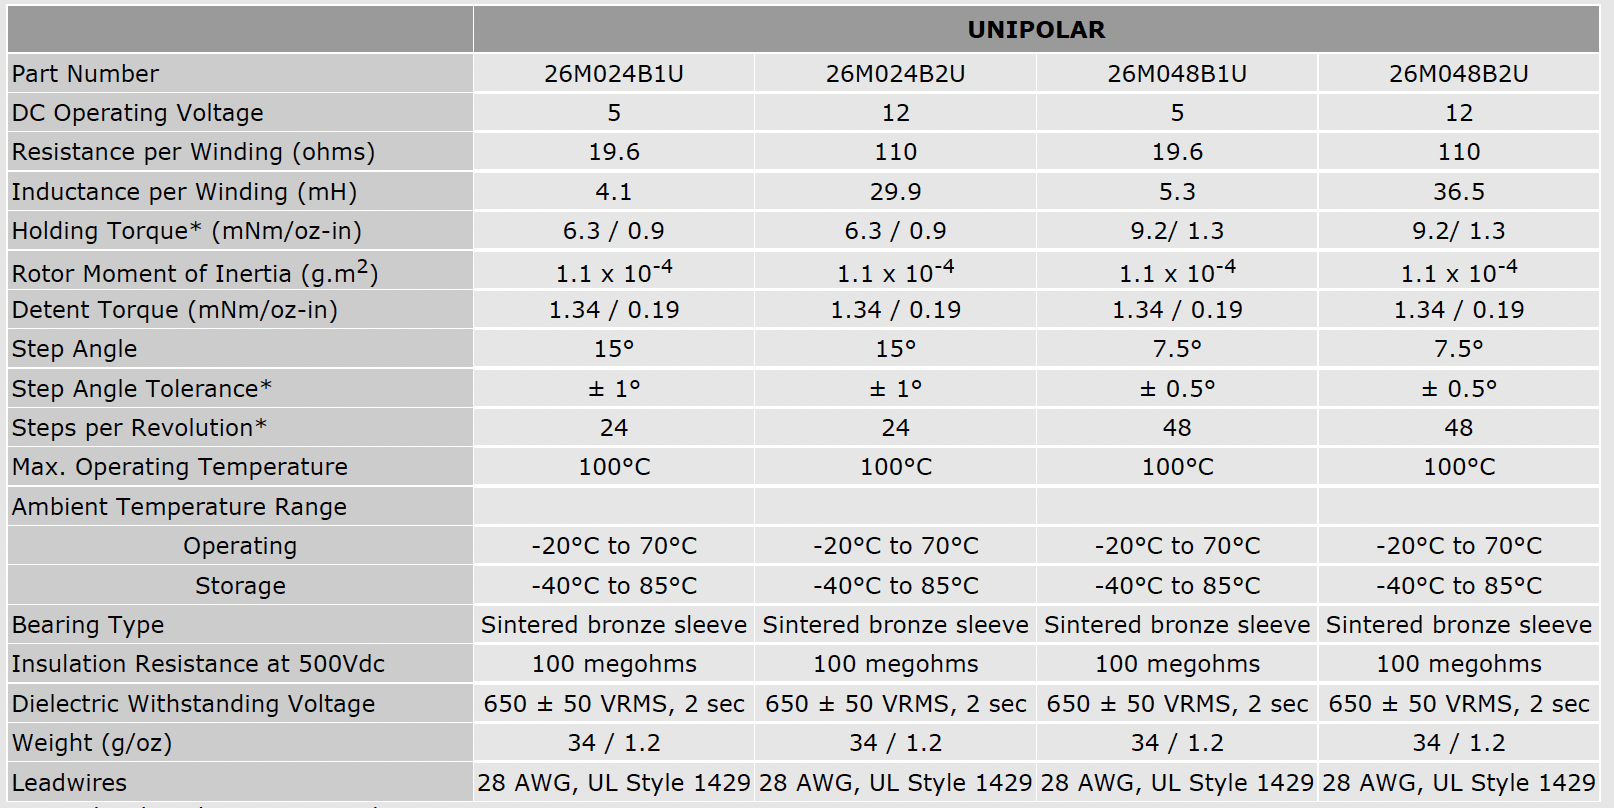 UNIPOLAR
Part Number 26M024B1U 26M024B2U 26M048B1U 26M048B2U
DC Operating Voltage 5 12 5 12
Resistance per Winding (ohms) 19.6 110 19.6 110
Inductance per Winding (mH) 4.1 29.9 5.3 36.5
Holding Torque* (mNm/oz-in) 6.3 / 0.9 6.3 / 0.9 9.2/ 1.3 9.2/ 1.3
Rotor Moment of Inertia (g.m²) 1.1 x 10⁻⁴ 1.1 x 10⁻⁴ 1.1 x 10⁻⁴ 1.1 x 10⁻⁴
Detent Torque (mNm/oz-in) 1.34 / 0.19 1.34 / 0.19 1.34 / 0.19 1.34 / 0.19
Step Angle 15° 15° 7.5° 7.5°
Step Angle Tolerance* ± 1° ± 1° ± 0.5° ± 0.5°
Steps per Revolution* 24 24 48 48
Max. Operating Temperature 100°C 100°C 100°C 100°C
Ambient Temperature Range
Operating -20°C to 70°C -20°C to 70°C -20°C to 70°C -20°C to 70°C
Storage -40°C to 85°C -40°C to 85°C -40°C to 85°C -40°C to 85°C
Bearing Type Sintered bronze sleeve Sintered bronze sleeve Sintered bronze sleeve Sintered bronze sleeve
Insulation Resistance at 500Vdc 100 megohms 100 megohms 100 megohms 100 megohms
Dielectric Withstanding Voltage 650 ± 50 VRMS, 2 sec 650 ± 50 VRMS, 2 sec 650 ± 50 VRMS, 2 sec 650 ± 50 VRMS, 2 sec
Weight (g/oz) 34 / 1.2 34 / 1.2 34 / 1.2 34 / 1.2
Leadwires 28 AWG, UL Style 1429 28 AWG, UL Style 1429 28 AWG, UL Style 1429 28 AWG, UL Style 1429